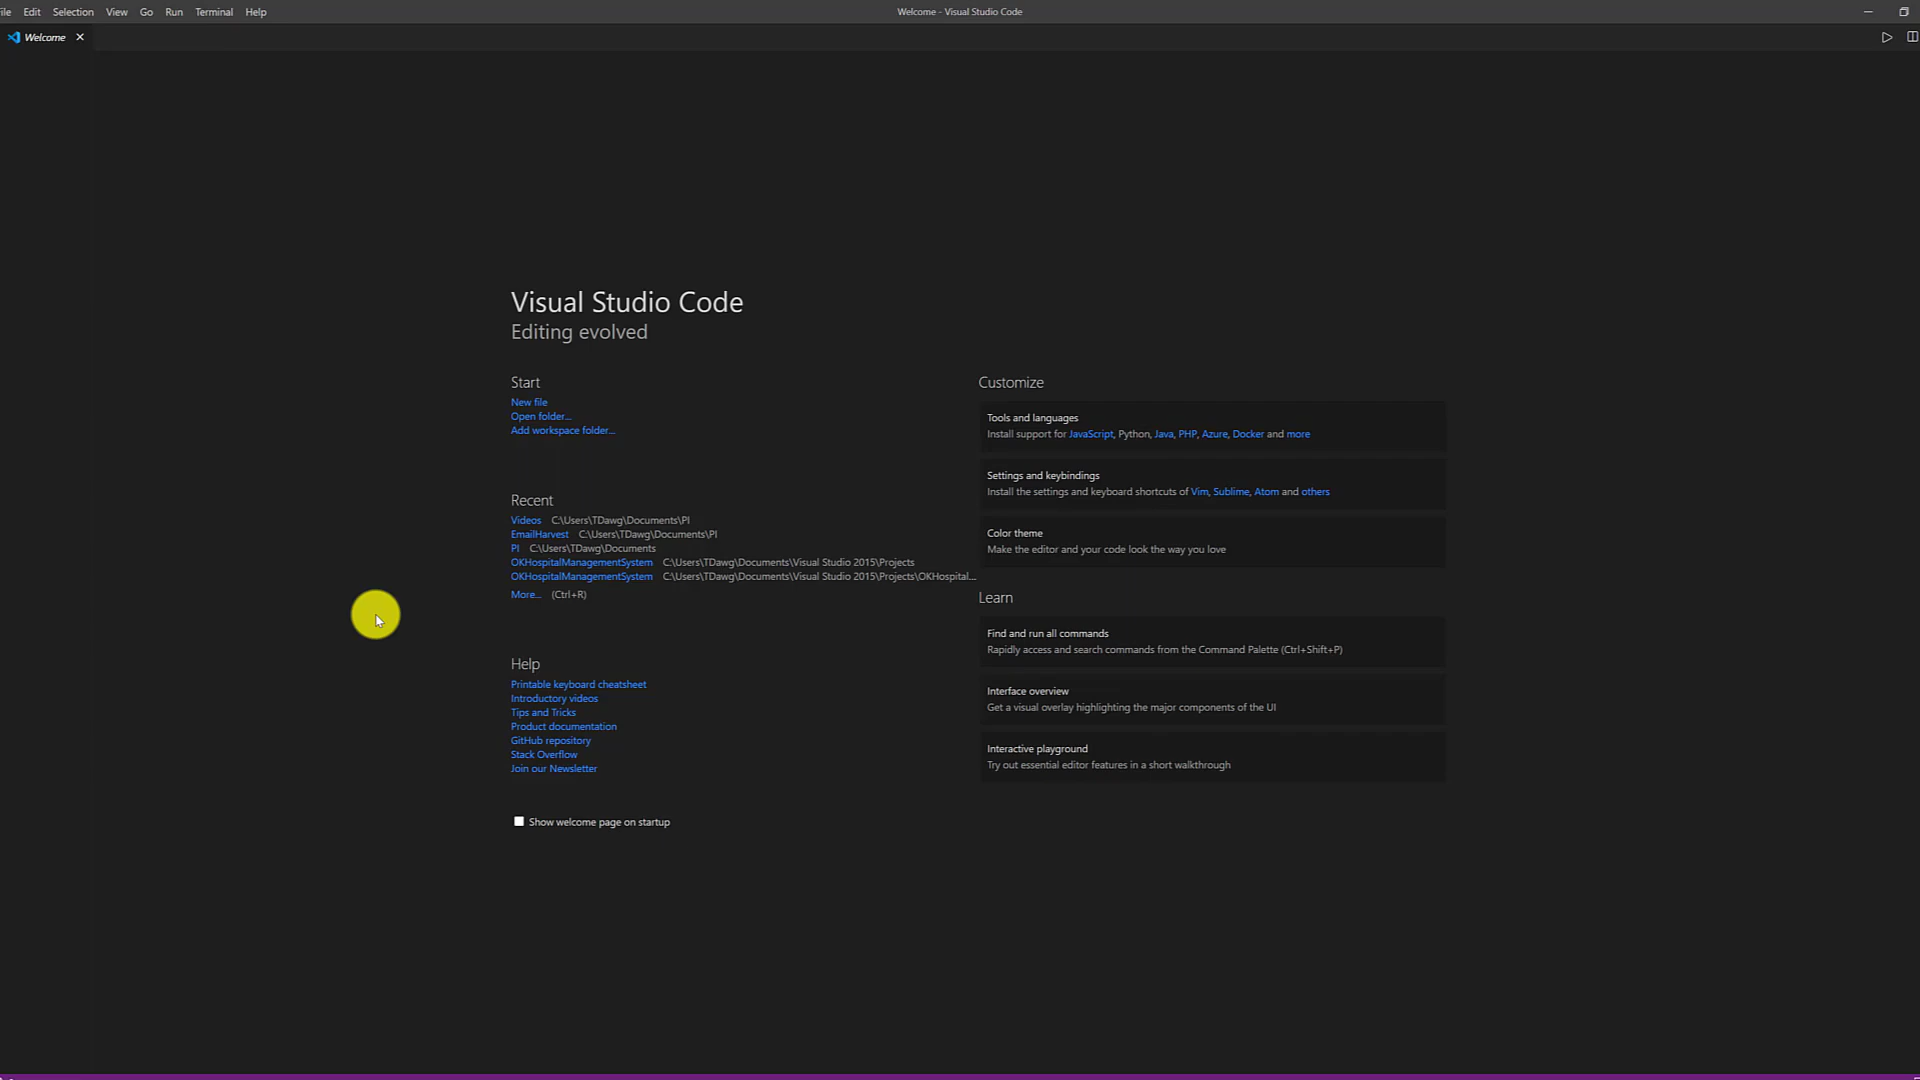 ile Edit Selection View Go Run Terminal Help
Welcome - Visual Studio Code
Welcome
Visual Studio Code
Editing evolved
Start
New file
Open folder...
Add workspace folder...
Recent
Videos C:\Users\TDawg\Documents\PI
EmailHarvest C:\Users\TDawg\Documents\PI
PI C:\Users\TDawg\Documents
OKHospitalManagementSystem C:\Users\TDawg\Documents\Visual Studio 2015\Projects
OKHospitalManagementSystem C:\Users\TDawg\Documents\Visual Studio 2015\Projects\OKHospital...
More... (Ctrl+R)
Help
Printable keyboard cheatsheet
Introductory videos
Tips and Tricks
Product documentation
GitHub repository
Stack Overflow
Join our Newsletter
Show welcome page on startup
Customize
Tools and languages
Install support for JavaScript, Python, Java, PHP, Azure, Docker and more
Settings and keybindings
Install the settings and keyboard shortcuts of Vim, Sublime, Atom and others
Color theme
Make the editor and your code look the way you love
Learn
Find and run all commands
Rapidly access and search commands from the Command Palette (Ctrl+Shift+P)
Interface overview
Get a visual overlay highlighting the major components of the UI
Interactive playground
Try out essential editor features in a short walkthrough